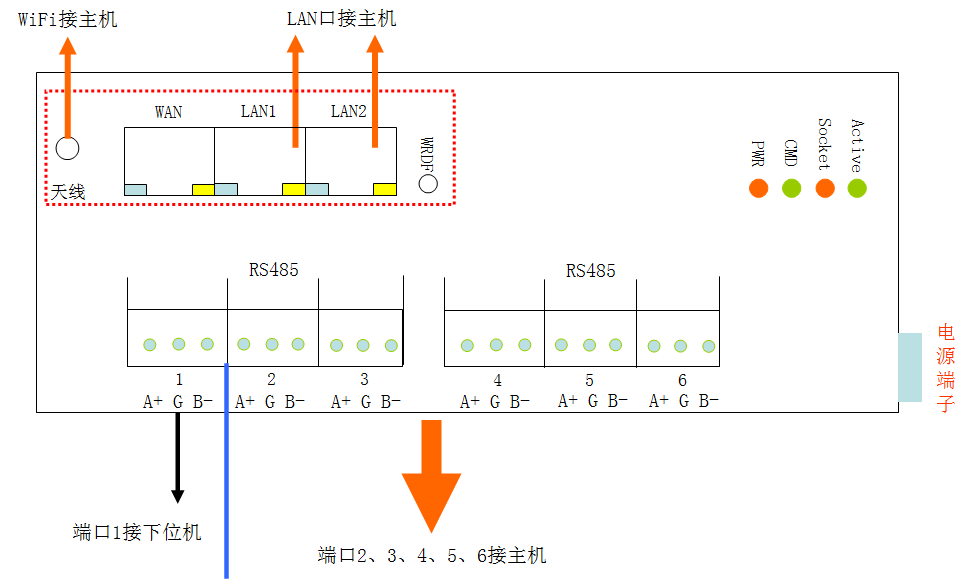 WiFi接主机
LAN口接主机
WAN
LAN1
LAN2
WRDF
天线
PWR
CMD
Socket
Active
RS485
RS485
1
2
3
4
5
6
A+ G B-
A+ G B-
A+ G B-
A+ G B-
A+ G B-
A+ G B-
电源端子
端口1接下位机
端口2、3、4、5、6接主机